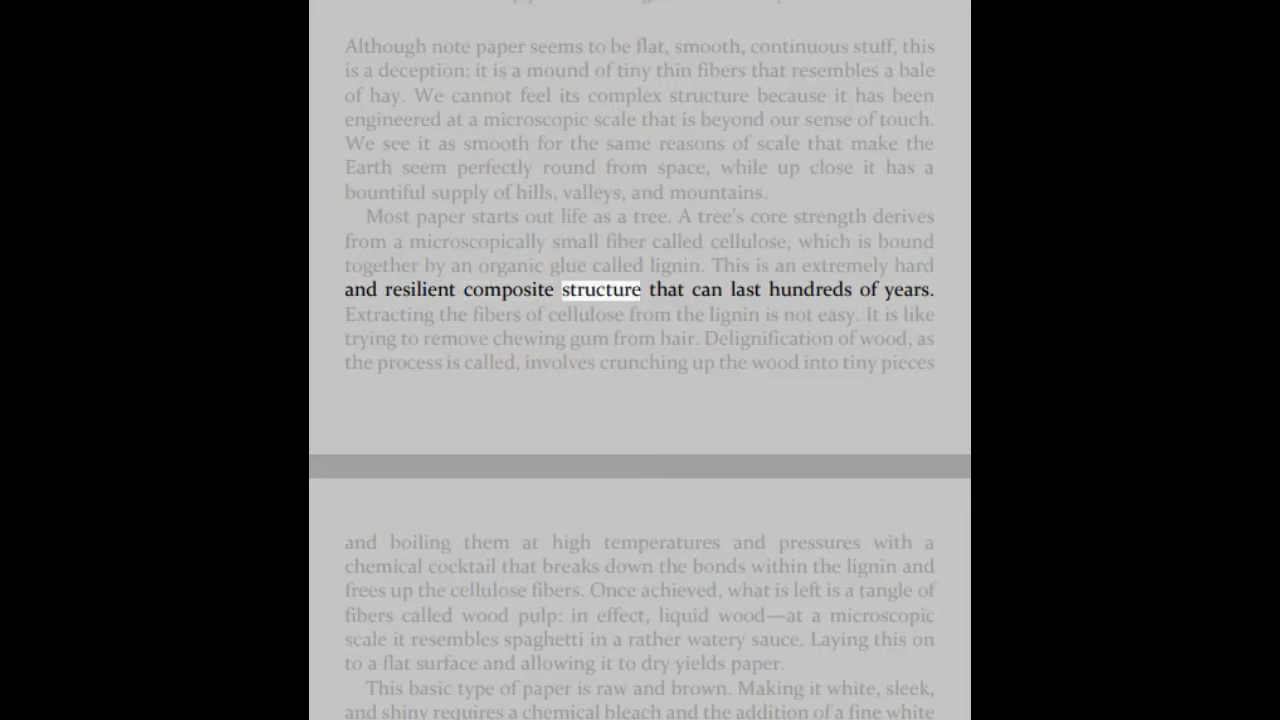 Although note paper seems to be flat, smooth, continuous stuff, this
is a deception: it is a mound of tiny thin fibers that resembles a bale
of hay. We cannot feel its complex structure because it has been
engineered at a microscopic scale that is beyond our sense of touch.
We see it as smooth for the same reasons of scale that make the
Earth seem perfectly round from space, while up close it has a
bountiful supply of hills, valleys, and mountains.
Most paper starts out life as a tree. A tree's core strength derives
from a microscopically small fiber called cellulose, which is bound
together by an organic glue called lignin. This is an extremely hard
and resilient composite structure that can last hundreds of years.
Extracting the fibers of cellulose from the lignin is not easy. It is like
trying to remove chewing gum from hair. Delignification of wood, as
the process is called, involves crunching up the wood into tiny pieces
and boiling them at high temperatures and pressures with a
chemical cocktail that breaks down the bonds within the lignin and
frees up the cellulose fibers. Once achieved, what is left is a tangle of
fibers called wood pulp: in effect, liquid wood—at a microscopic
scale it resembles spaghetti in a rather watery sauce. Laying this on
to a flat surface and allowing it to dry yields paper.
This basic type of paper is raw and brown. Making it white, sleek,
and shiny requires a chemical bleach and the addition of a fine white